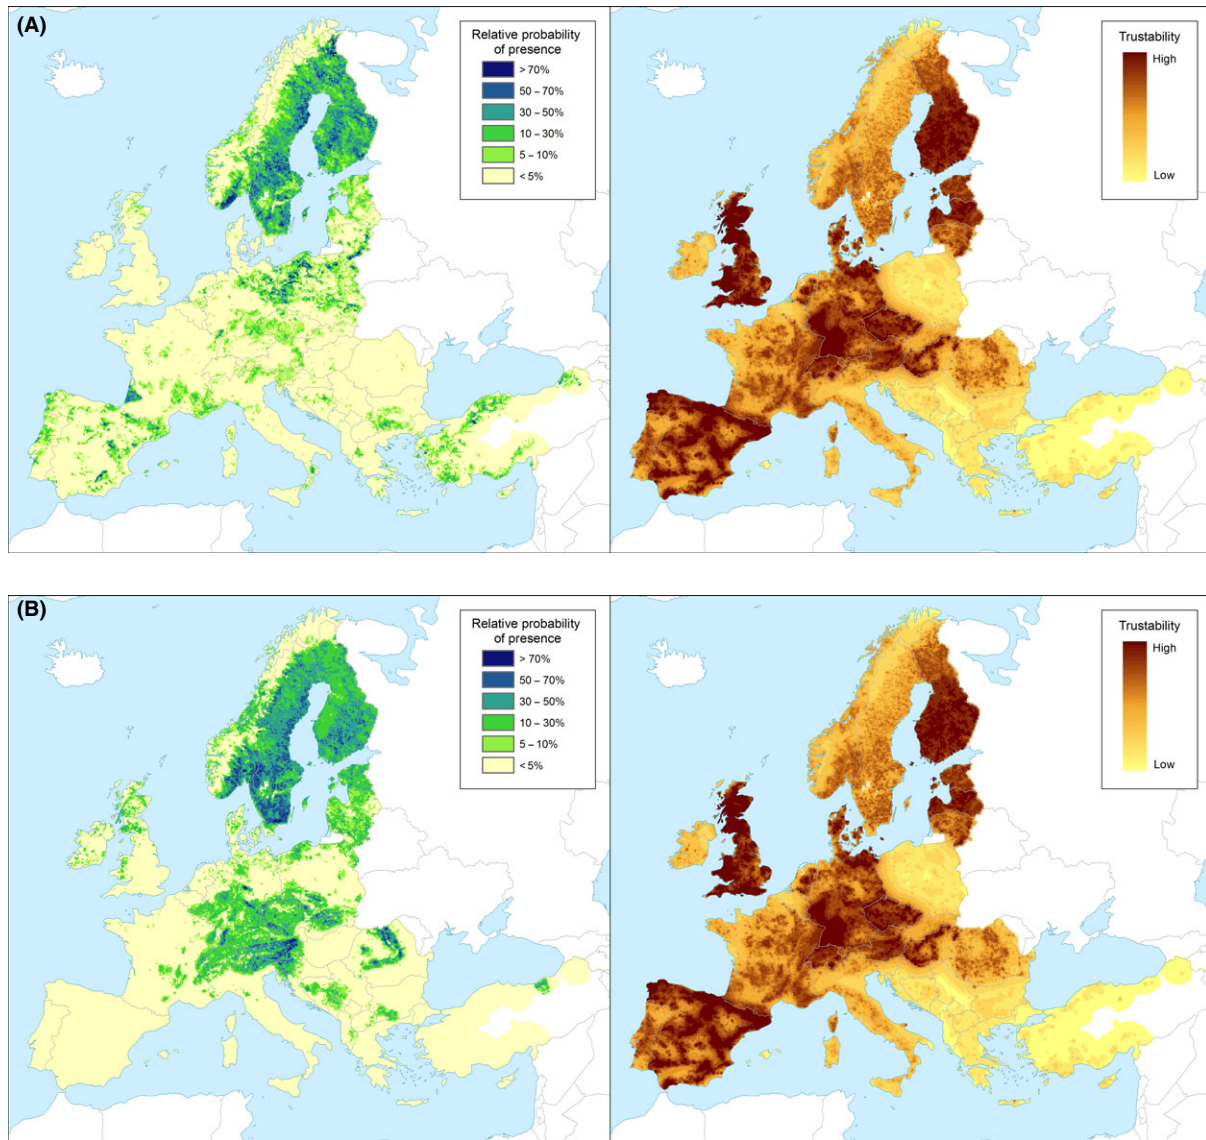 (A)
Relative probability
of presence
> 70%
50 – 70%
30 – 50%
10 – 30%
5 – 10%
< 5%
Trustability
High
Low
(B)
Relative probability
of presence
> 70%
50 – 70%
30 – 50%
10 – 30%
5 – 10%
< 5%
Trustability
High
Low